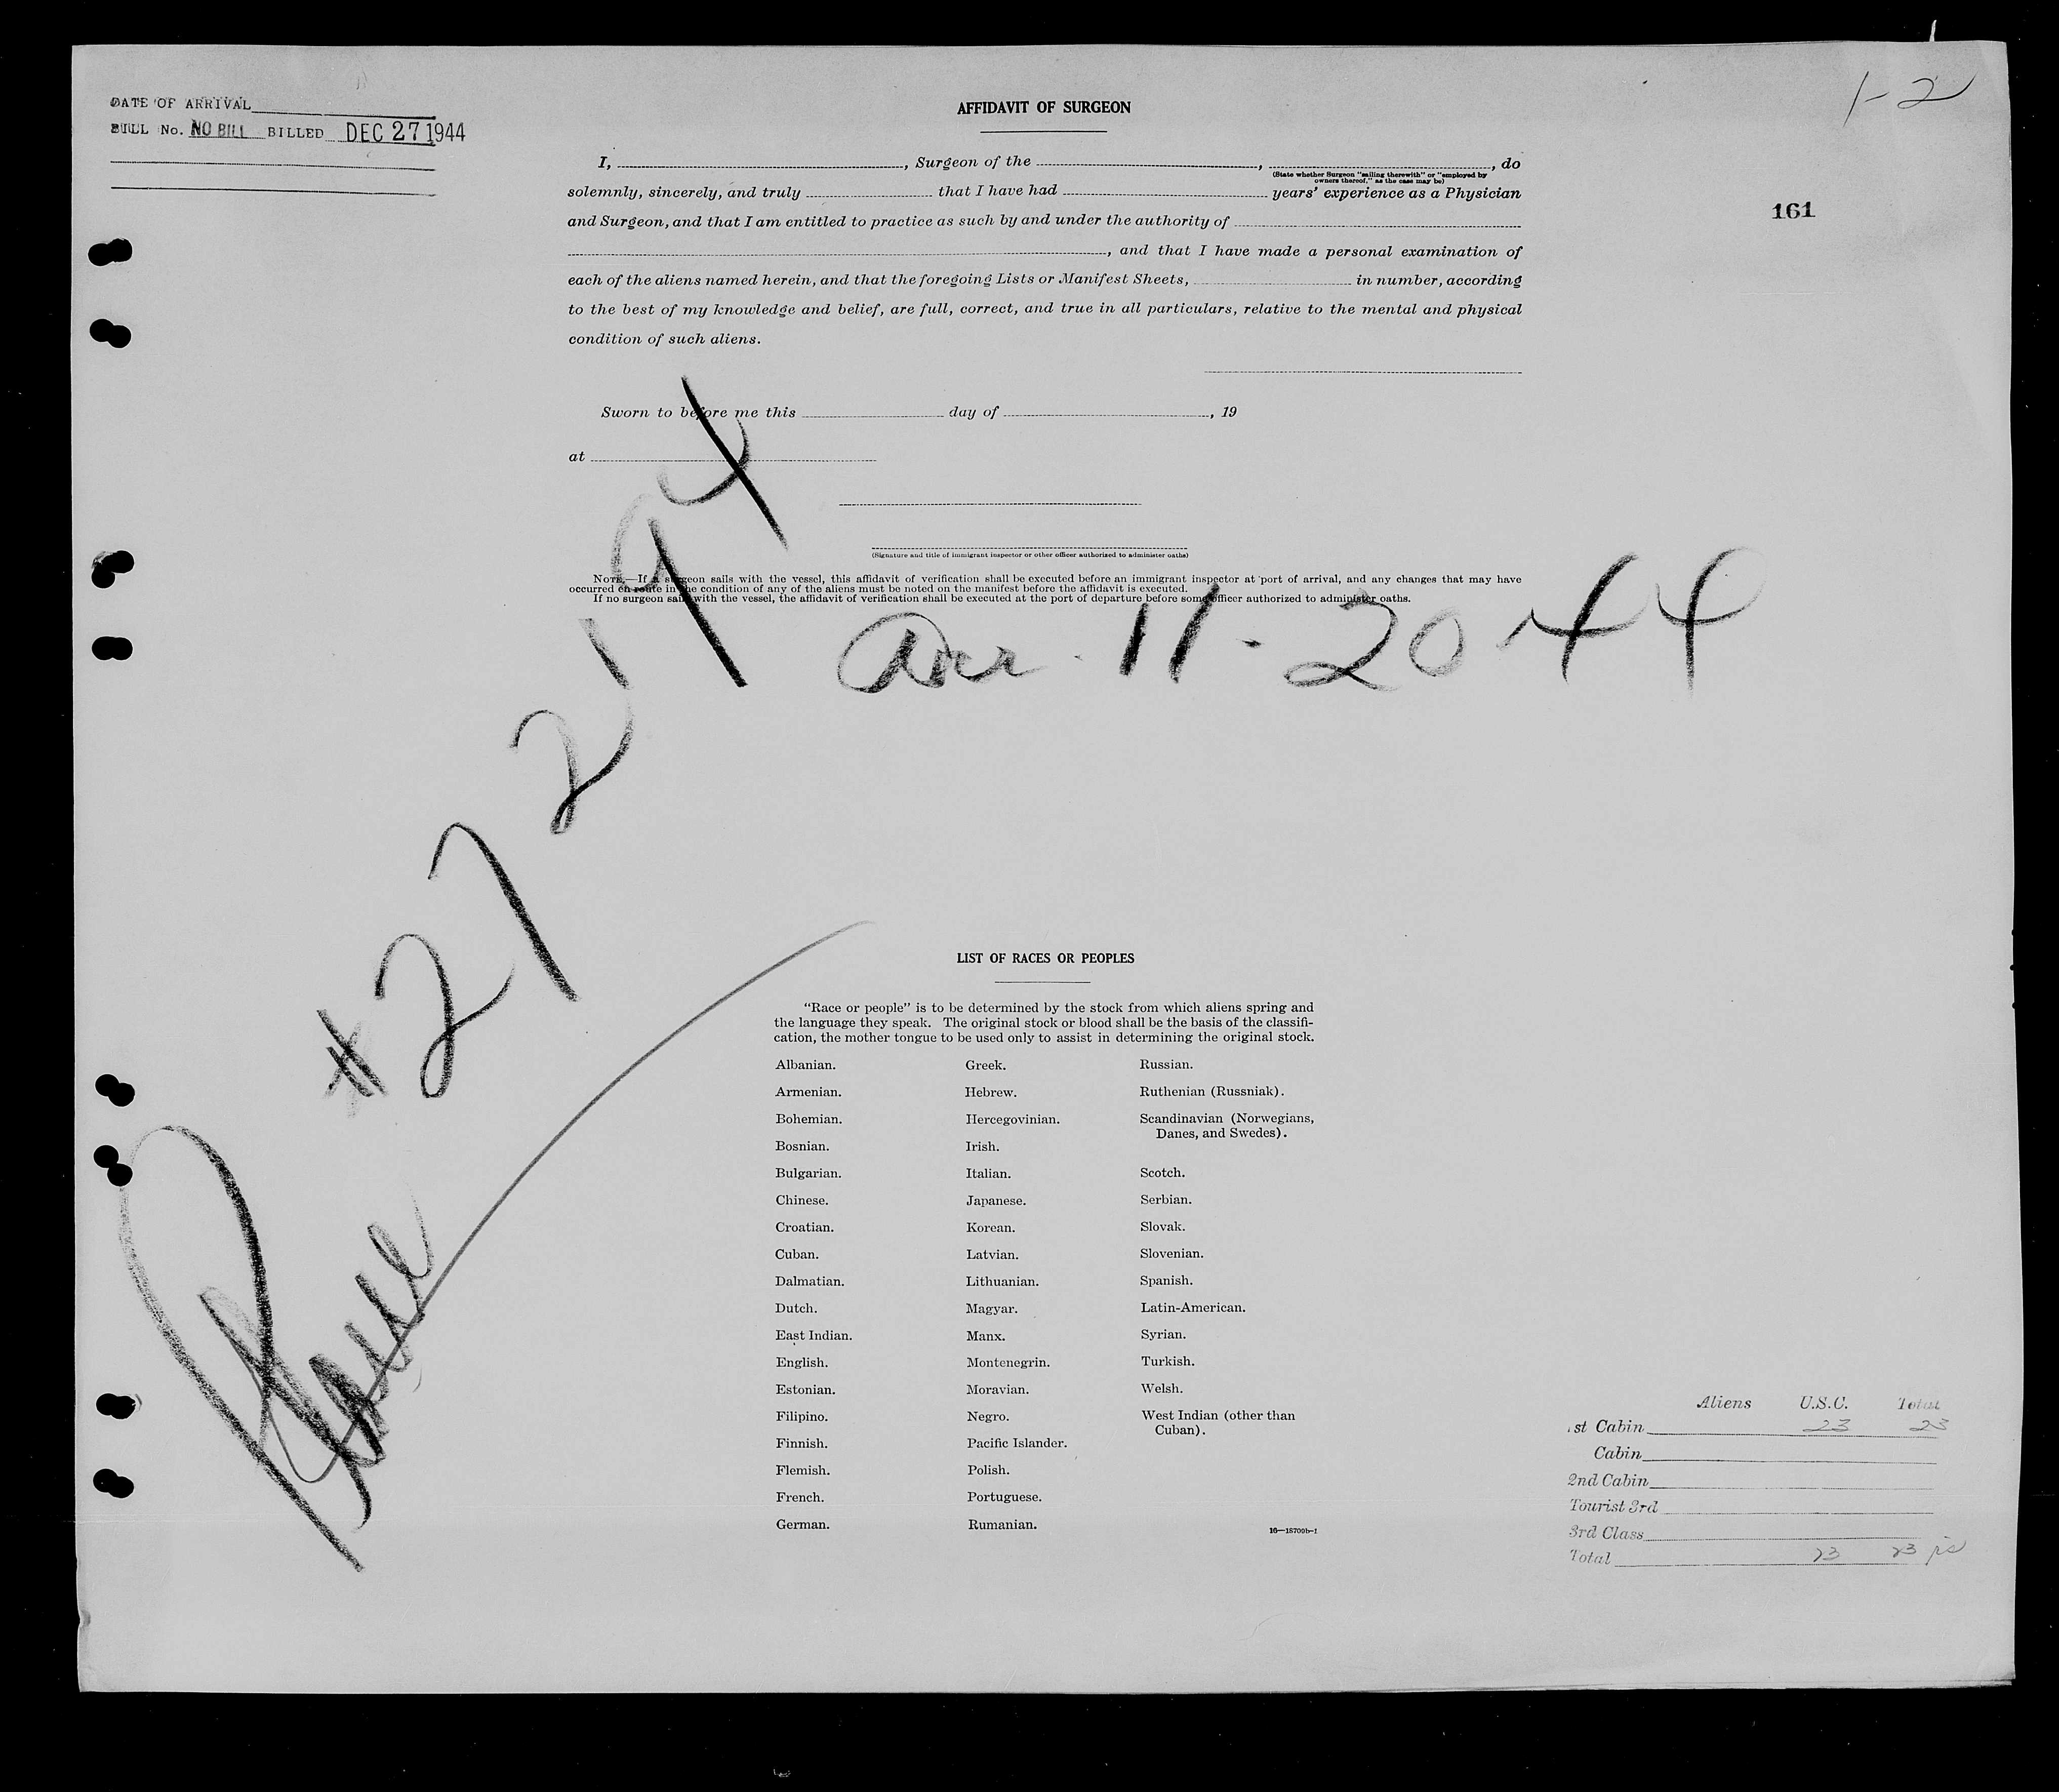 1-2
DATE OF ARRIVAL
BILL No. NO BILL BILLED DEC 27 1944
AFFIDAVIT OF SURGEON
161
I, , Surgeon of the , , do
(State whether Surgeon "sailing therewith" or "employed by
owners thereof," as the case may be)
solemnly, sincerely, and truly that I have had years' experience as a Physician
and Surgeon, and that I am entitled to practice as such by and under the authority of
, and that I have made a personal examination of
each of the aliens named herein, and that the foregoing Lists or Manifest Sheets, in number, according
to the best of my knowledge and belief, are full, correct, and true in all particulars, relative to the mental and physical
condition of such aliens.
Sworn to before me this day of , 19
at
(Signature and title of immigrant inspector or other officer authorized to administer oaths)
NOTE.—If a surgeon sails with the vessel, this affidavit of verification shall be executed before an immigrant inspector at port of arrival, and any changes that may have
occurred en route in the condition of any of the aliens must be noted on the manifest before the affidavit is executed.
If no surgeon sails with the vessel, the affidavit of verification shall be executed at the port of departure before some officer authorized to administer oaths.
Arr. 11-20-44
#272194
LIST OF RACES OR PEOPLES
"Race or people" is to be determined by the stock from which aliens spring and
the language they speak. The original stock or blood shall be the basis of the classifi-
cation, the mother tongue to be used only to assist in determining the original stock.
Albanian.
Armenian.
Bohemian.
Bosnian.
Bulgarian.
Chinese.
Croatian.
Cuban.
Dalmatian.
Dutch.
East Indian.
English.
Estonian.
Filipino.
Finnish.
Flemish.
French.
German.
Greek.
Hebrew.
Hercegovinian.
Irish.
Italian.
Japanese.
Korean.
Latvian.
Lithuanian.
Magyar.
Manx.
Montenegrin.
Moravian.
Negro.
Pacific Islander.
Polish.
Portuguese.
Rumanian.
Russian.
Ruthenian (Russniak).
Scandinavian (Norwegians,
Danes, and Swedes).
Scotch.
Serbian.
Slovak.
Slovenian.
Spanish.
Latin-American.
Syrian.
Turkish.
Welsh.
West Indian (other than
Cuban).
16—18700b-1
Aliens U.S.C. Total
1st Cabin 23 23
Cabin
2nd Cabin
Tourist 3rd
3rd Class
Total 23 23